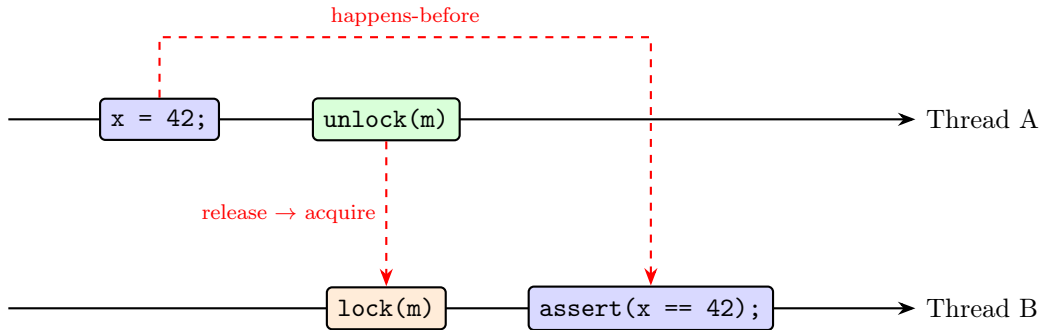 happens-before
x = 42;
unlock(m)
Thread A
release → acquire
lock(m)
assert(x == 42);
Thread B